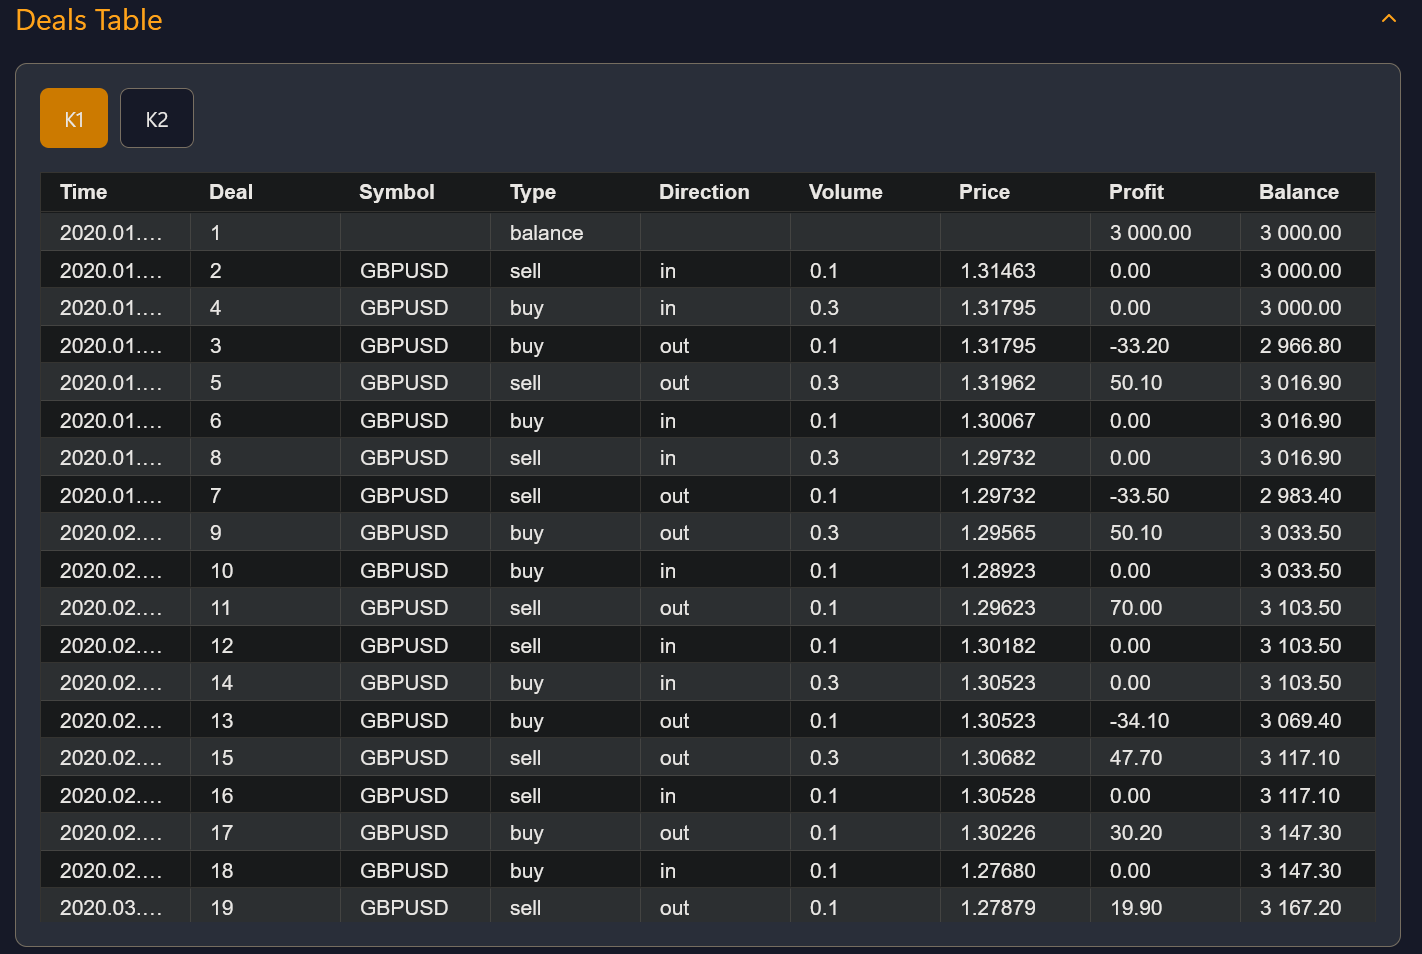 Deals Table
K1 K2
Time Deal Symbol Type Direction Volume Price Profit Balance
2020.01.... 1 balance 3 000.00 3 000.00
2020.01.... 2 GBPUSD sell in 0.1 1.31463 0.00 3 000.00
2020.01.... 4 GBPUSD buy in 0.3 1.31795 0.00 3 000.00
2020.01.... 3 GBPUSD buy out 0.1 1.31795 -33.20 2 966.80
2020.01.... 5 GBPUSD sell out 0.3 1.31962 50.10 3 016.90
2020.01.... 6 GBPUSD buy in 0.1 1.30067 0.00 3 016.90
2020.01.... 8 GBPUSD sell in 0.3 1.29732 0.00 3 016.90
2020.01.... 7 GBPUSD sell out 0.1 1.29732 -33.50 2 983.40
2020.02.... 9 GBPUSD buy out 0.3 1.29565 50.10 3 033.50
2020.02.... 10 GBPUSD buy in 0.1 1.28923 0.00 3 033.50
2020.02.... 11 GBPUSD sell out 0.1 1.29623 70.00 3 103.50
2020.02.... 12 GBPUSD sell in 0.1 1.30182 0.00 3 103.50
2020.02.... 14 GBPUSD buy in 0.3 1.30523 0.00 3 103.50
2020.02.... 13 GBPUSD buy out 0.1 1.30523 -34.10 3 069.40
2020.02.... 15 GBPUSD sell out 0.3 1.30682 47.70 3 117.10
2020.02.... 16 GBPUSD sell in 0.1 1.30528 0.00 3 117.10
2020.02.... 17 GBPUSD buy out 0.1 1.30226 30.20 3 147.30
2020.02.... 18 GBPUSD buy in 0.1 1.27680 0.00 3 147.30
2020.03.... 19 GBPUSD sell out 0.1 1.27879 19.90 3 167.20